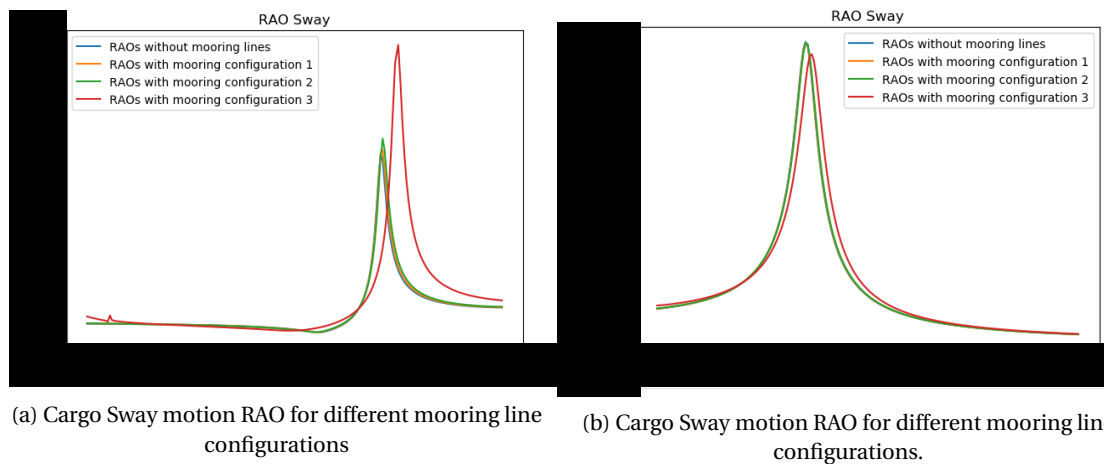 RAO Sway
RAOs without mooring lines
RAOs with mooring configuration 1
RAOs with mooring configuration 2
RAOs with mooring configuration 3
(a) Cargo Sway motion RAO for different mooring line
configurations
RAO Sway
RAOs without mooring lines
RAOs with mooring configuration 1
RAOs with mooring configuration 2
RAOs with mooring configuration 3
(b) Cargo Sway motion RAO for different mooring lin
configurations.